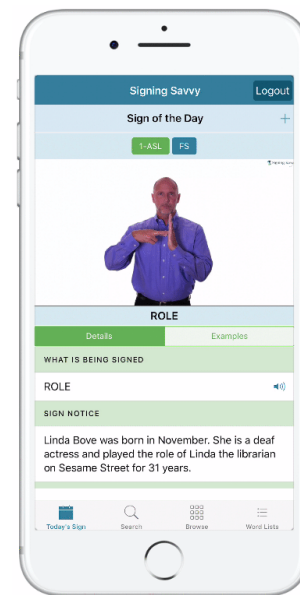 Signing Savvy
Logout
Sign of the Day
+
1-ASL
FS
ROLE
Details
Examples
WHAT IS BEING SIGNED
ROLE
SIGN NOTICE
Linda Bove was born in November. She is a deaf
actress and played the role of Linda the librarian
on Sesame Street for 31 years.
Today's Sign
Search
Browse
Word Lists